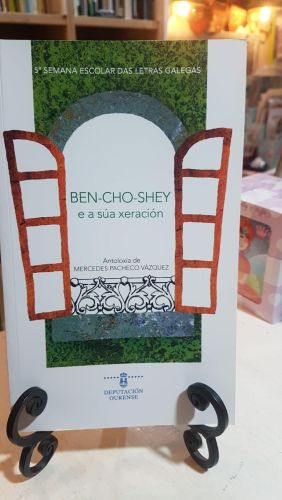 5ª SEMANA ESCOLAR DAS LETRAS GALEGAS
BEN-CHO-SHEY
e a súa xeración
Antoloxía de
MERCEDES PACHECO VÁZQUEZ
DEPUTACIÓN
OURENSE